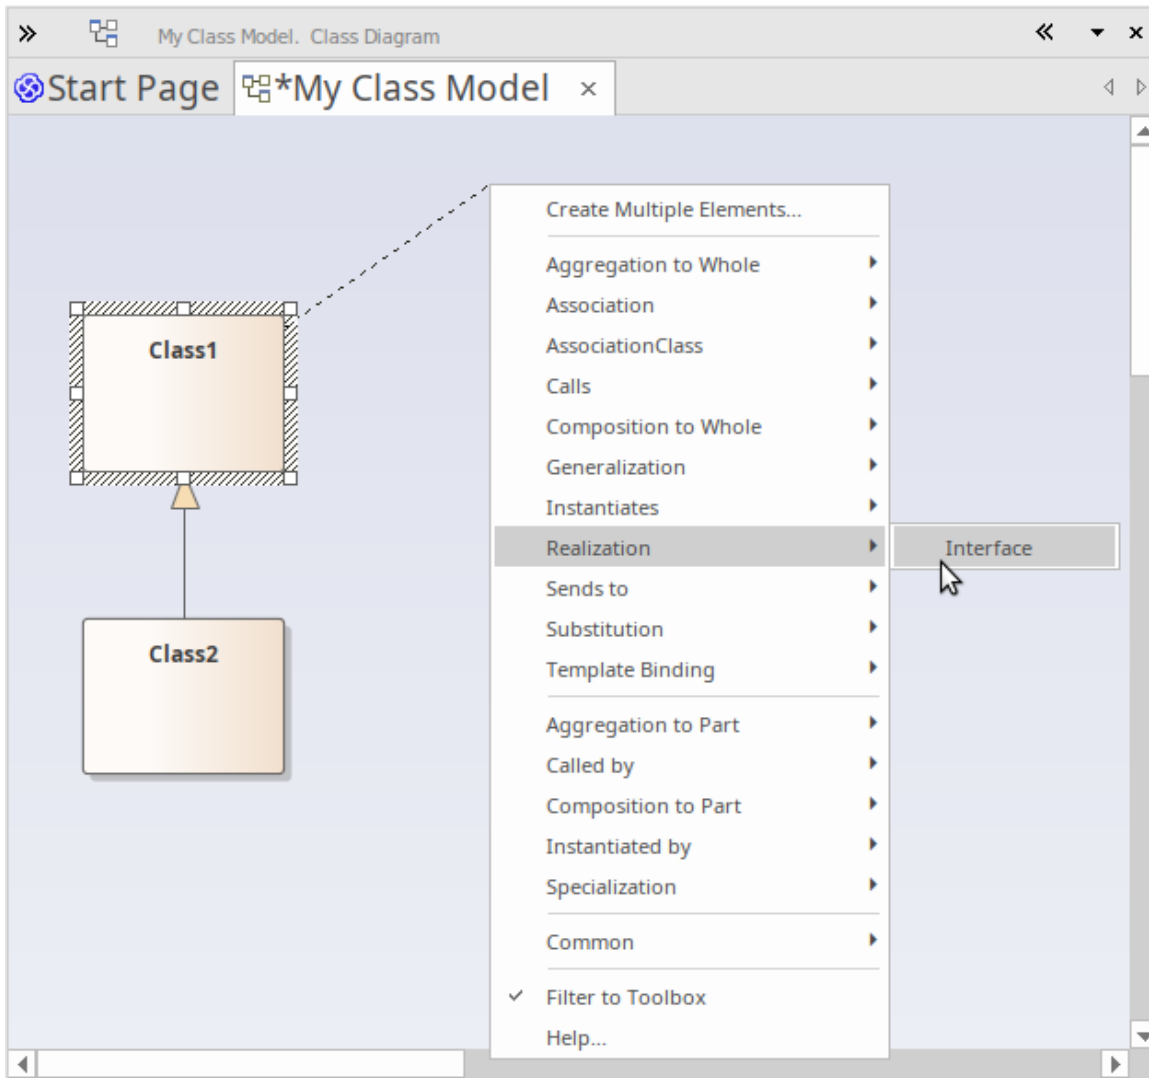 My Class Model. Class Diagram
Start Page
*My Class Model
Create Multiple Elements...
Aggregation to Whole
Class1
Association
AssociationClass
Calls
Composition to Whole
Generalization
Instantiates
Realization
Interface
Sends to
Substitution
Class2
Template Binding
Aggregation to Part
Called by
Composition to Part
Instantiated by
Specialization
Common
Filter to Toolbox
Help...